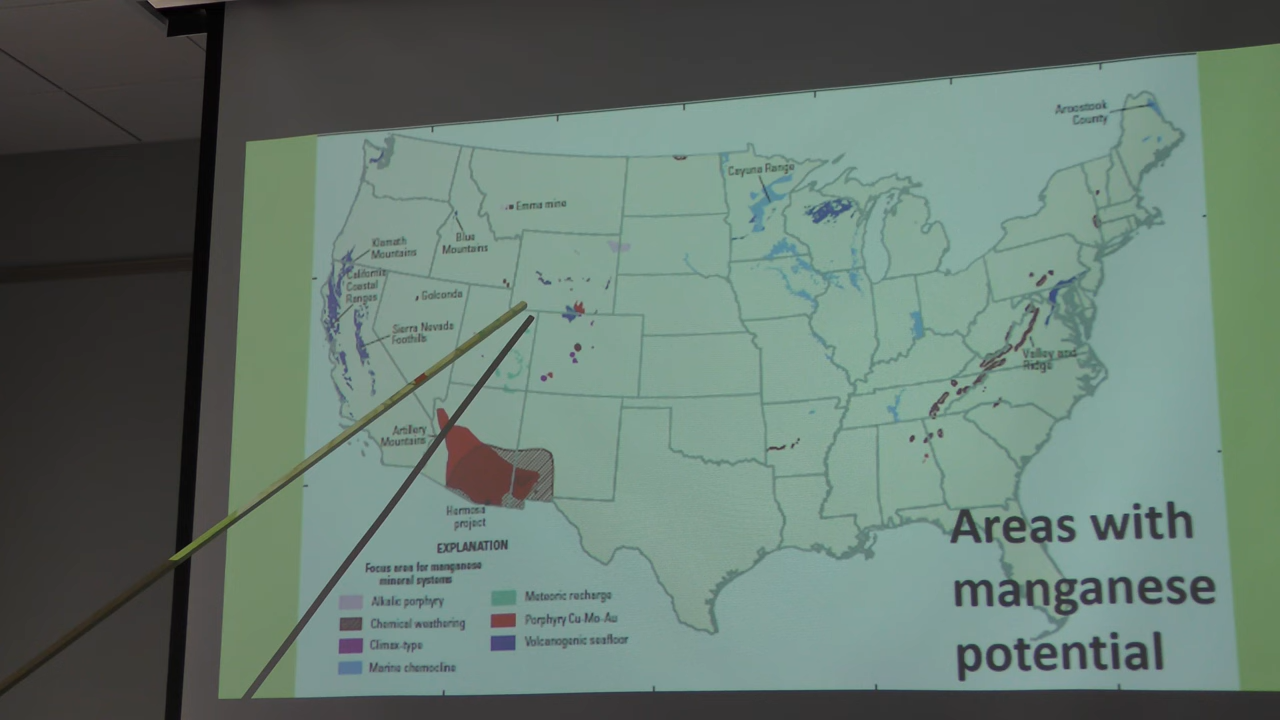 Aroostook
County
Cayuna Range
Emma mine
Klamath
Mountains
Blue
Mountains
California
Coastal
Ranges
Golconda
Sierra Nevada
Foothills
Valley and
Ridge
Artillery
Mountains
Hermosa
project
EXPLANATION
Focus area for manganese
mineral systems
Alkalic porphyry
Chemical weathering
Climax-type
Marine chemocline
Meteoric recharge
Porphyry Cu-Mo-Au
Volcanogenic seafloor
Areas with
manganese
potential